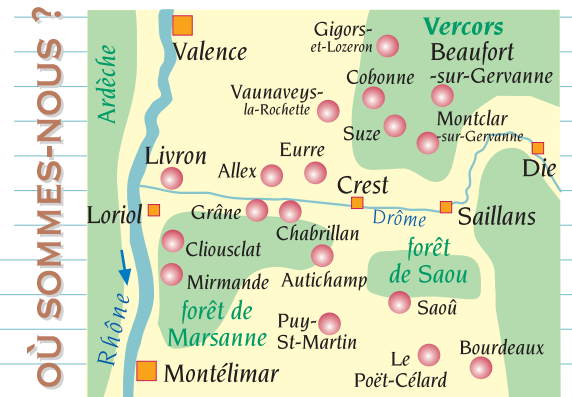 OÙ SOMMES-NOUS ?
Valence
Ardèche
Gigors-
et-Lozeron
Vercors
Beaufort
-sur-Gervanne
Cobonne
Vaunaveys-
la-Rochette
Montclar
-sur-Gervanne
Suze
Die
Livron
Allex
Eurre
Crest
Loriol
Grâne
Drôme
Saillans
Chabrillan
Cliousclat
forêt
de Saou
Mirmande
Autichamp
Rhône
forêt de
Marsanne
Saoû
Puy-
St-Martin
Le
Poët-Célard
Bourdeaux
Montélimar